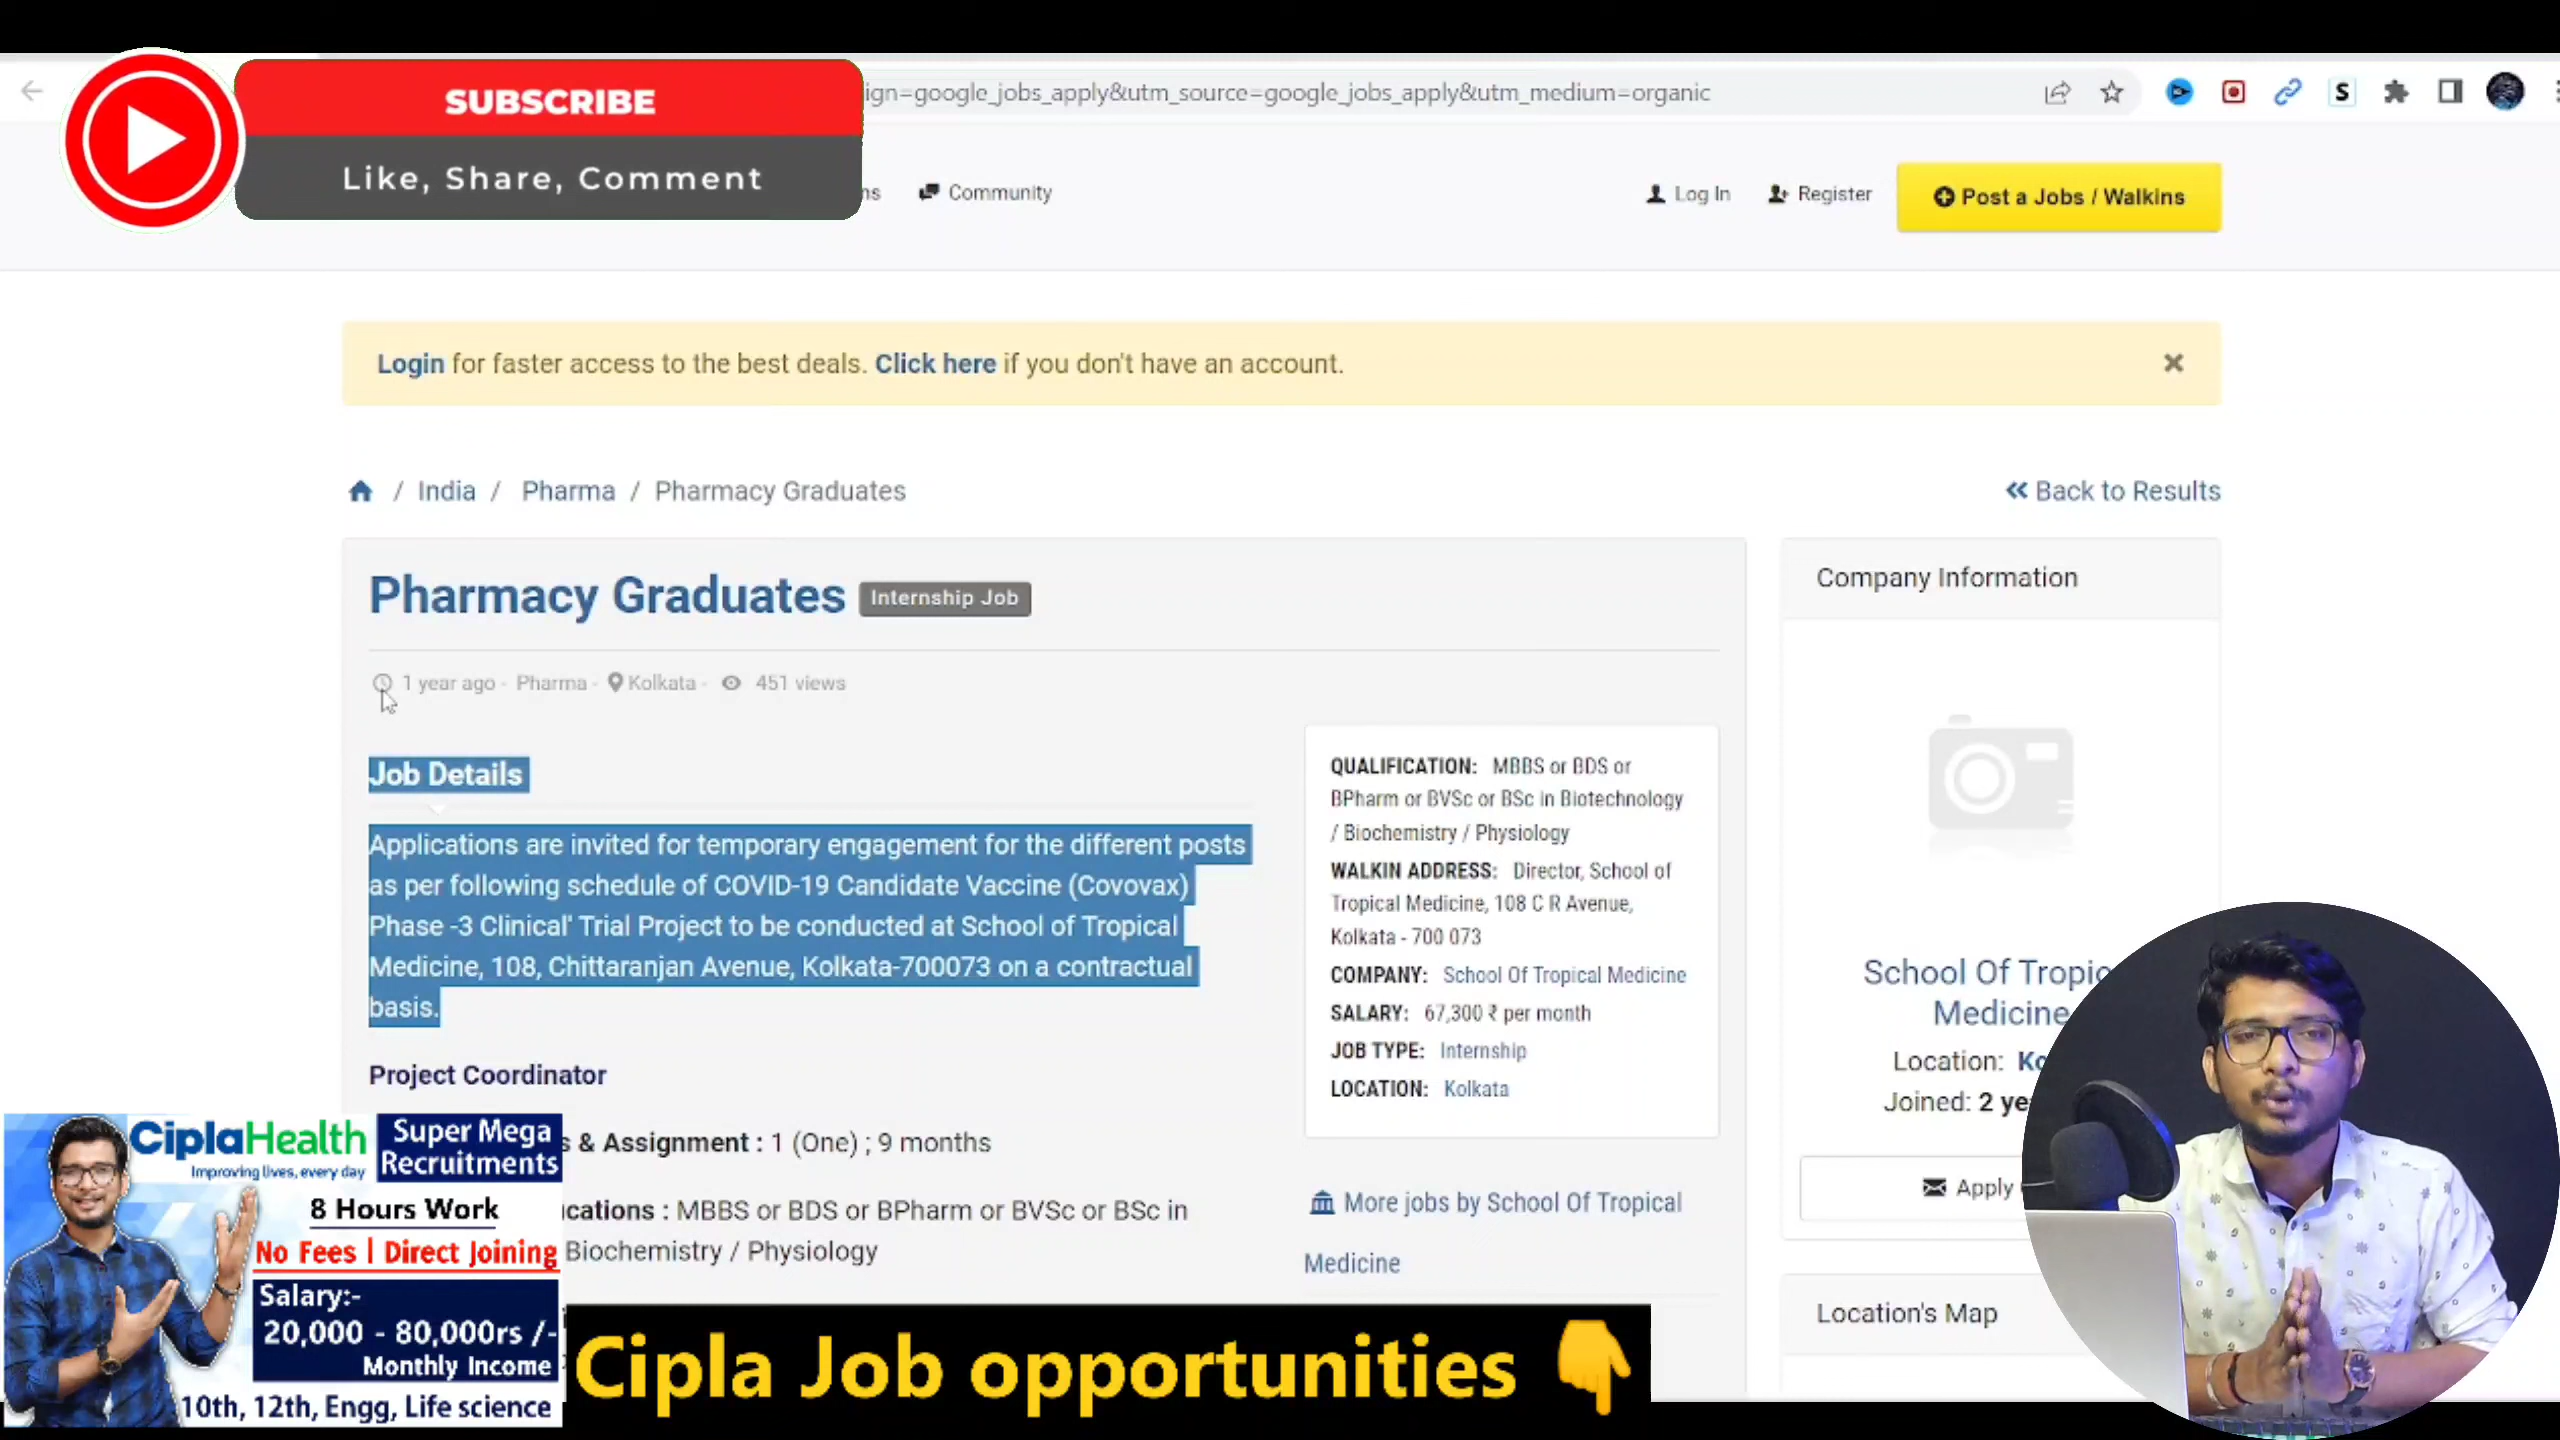 SUBSCRIBE
Like, Share, Comment
ign=google_jobs_apply&utm_source=google_jobs_apply&utm_medium=organic
S
ns
Community
Log In
Register
Post a Jobs / Walkins
Login for faster access to the best deals. Click here if you don't have an account.
/ India / Pharma / Pharmacy Graduates
Back to Results
Pharmacy Graduates Internship Job
1 year ago - Pharma - Kolkata - 451 views
Job Details
Applications are invited for temporary engagement for the different posts
as per following schedule of COVID-19 Candidate Vaccine (Covovax)
Phase -3 Clinical' Trial Project to be conducted at School of Tropical
Medicine, 108, Chittaranjan Avenue, Kolkata-700073 on a contractual
basis.
Project Coordinator
s & Assignment : 1 (One) ; 9 months
ications : MBBS or BDS or BPharm or BVSc or BSc in
Biochemistry / Physiology
QUALIFICATION: MBBS or BDS or
BPharm or BVSc or BSc in Biotechnology
/ Biochemistry / Physiology
WALKIN ADDRESS: Director, School of
Tropical Medicine, 108 C R Avenue,
Kolkata - 700 073
COMPANY: School Of Tropical Medicine
SALARY: 67,300 ₹ per month
JOB TYPE: Internship
LOCATION: Kolkata
More jobs by School Of Tropical
Medicine
Company Information
School Of Tropic
Medicine
Location: Ko
Joined: 2 ye
Apply
Location's Map
CiplaHealth
Improving lives, every day
Super Mega
Recruitments
8 Hours Work
No Fees | Direct Joining
Salary:-
20,000 - 80,000rs /-
Monthly Income
10th, 12th, Engg, Life science
Cipla Job opportunities 👇